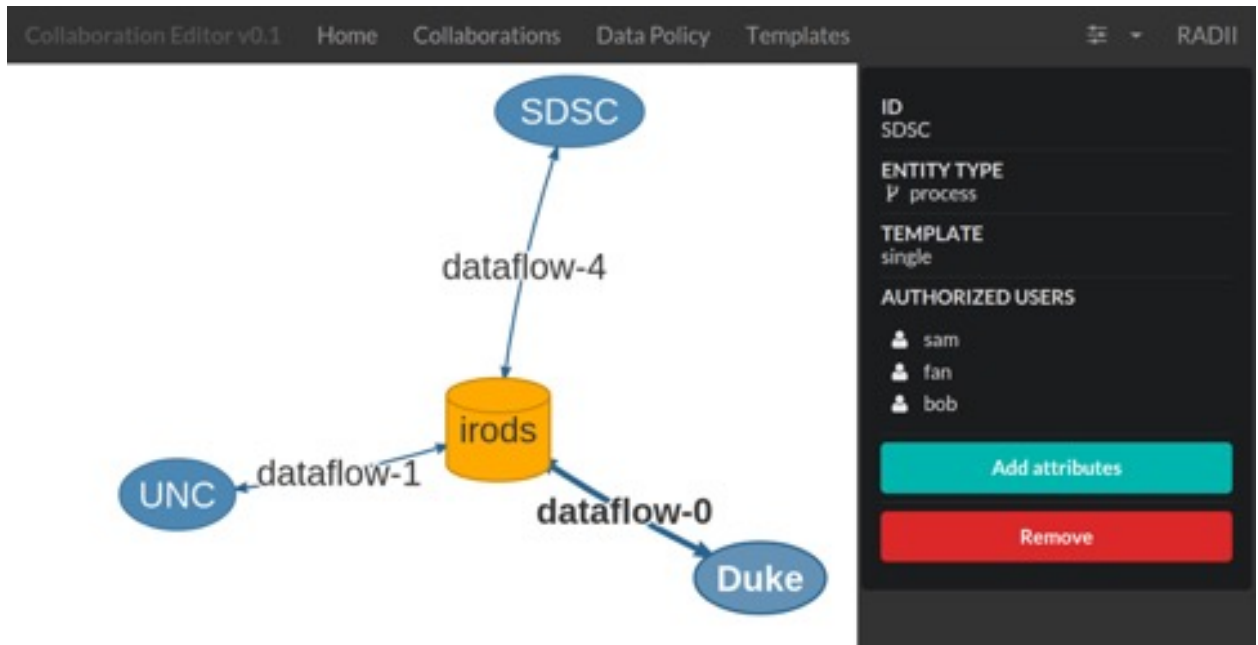 Collaboration Editor v0.1 Home Collaborations Data Policy Templates RADII
SDSC
dataflow-4
irods
dataflow-1
UNC
dataflow-0
Duke
ID
SDSC
ENTITY TYPE
process
TEMPLATE
single
AUTHORIZED USERS
sam
fan
bob
Add attributes
Remove